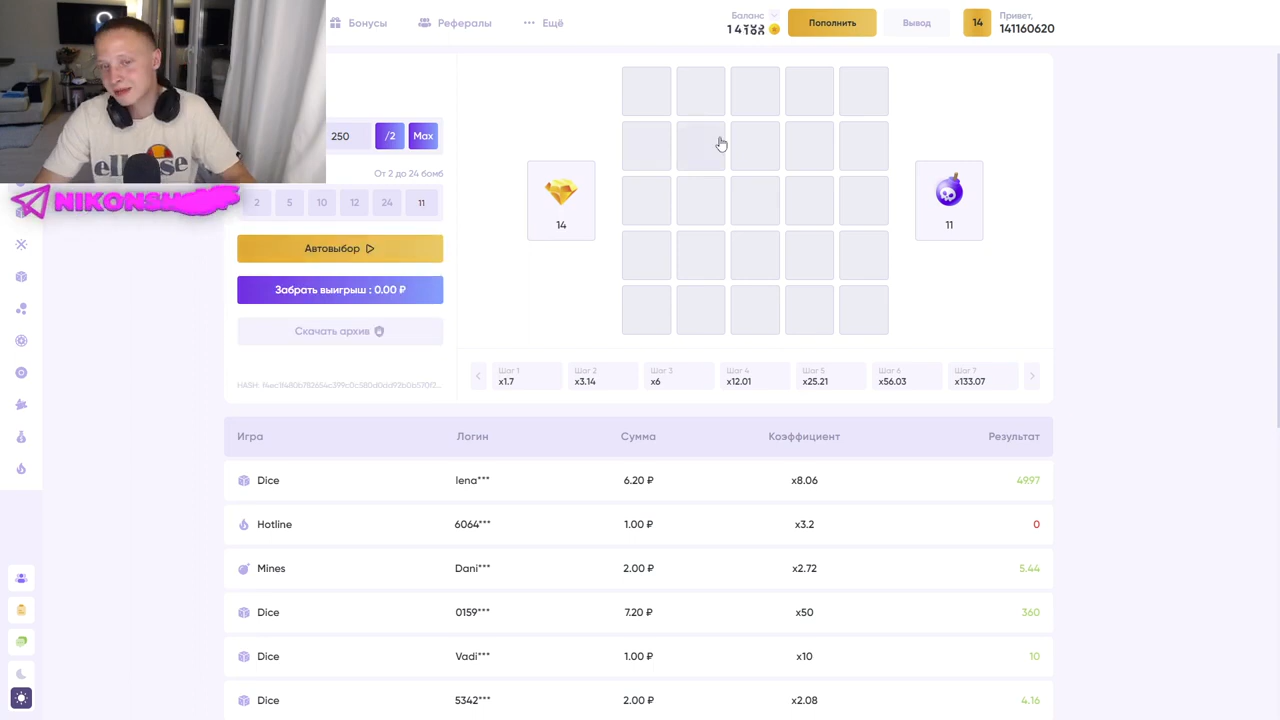 Бонусы
Рефералы
Ещё
Баланс
Пополнить
Вывод
14
Привет,
141160620
ellesse
250
/2
Max
От 2 до 24 бомб
2
5
10
12
24
11
Автовыбор
Забрать выигрыш : 0.00 ₽
Скачать архив
14
11
Шаг 1
x1.7
Шаг 2
x3.14
Шаг 3
x6
Шаг 4
x12.01
Шаг 5
x25.21
Шаг 6
x56.03
Шаг 7
x133.07
Игра Логин Сумма Коэффициент Результат
Dice lena*** 6.20 ₽ x8.06 49.97
Hotline 6064*** 1.00 ₽ x3.2 0
Mines Dani*** 2.00 ₽ x2.72 5.44
Dice 0159*** 7.20 ₽ x50 360
Dice Vadi*** 1.00 ₽ x10 10
Dice 5342*** 2.00 ₽ x2.08 4.16